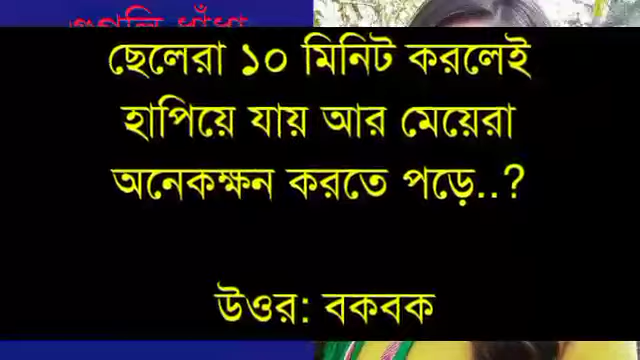 ছেলেরা ১০ মিনিট করলেই
হাপিয়ে যায় আর মেয়েরা
অনেকক্ষন করতে পড়ে..?
উওর: বকবক